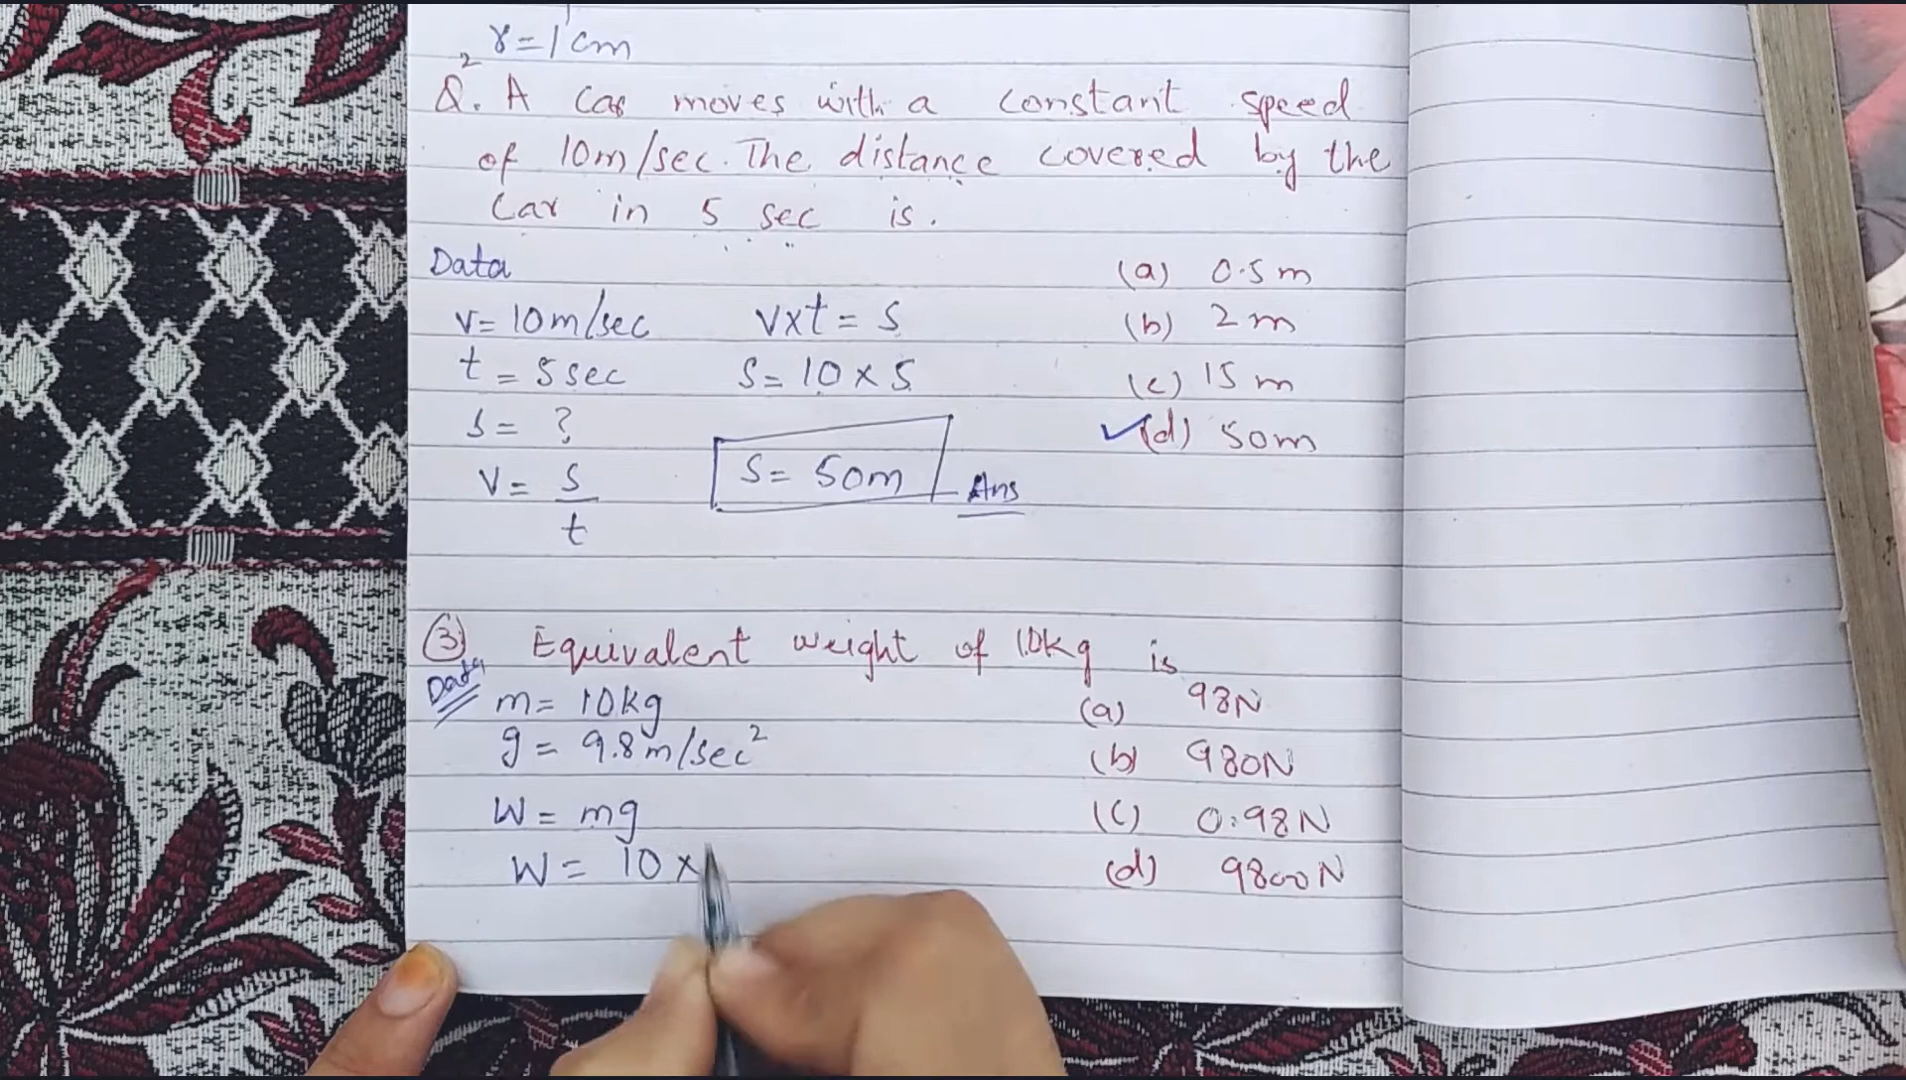 r=1cm
2
Q. A Car moves with a constant speed
of 10m/sec. The distance covered by the
Car in 5 sec is.
Data
v=10m/sec
t=5sec
s= ?
v= s
t
v×t=s
s=10×5
s= 50m Ans
(a) 0.5m
(b) 2m
(c) 15m
(d) 50m
(3) Equivalent weight of 10kg is
Data
m= 10kg
g= 9.8m/sec²
W=mg
W= 10×
(a) 98N
(b) 980N
(c) 0.98N
(d) 9800N